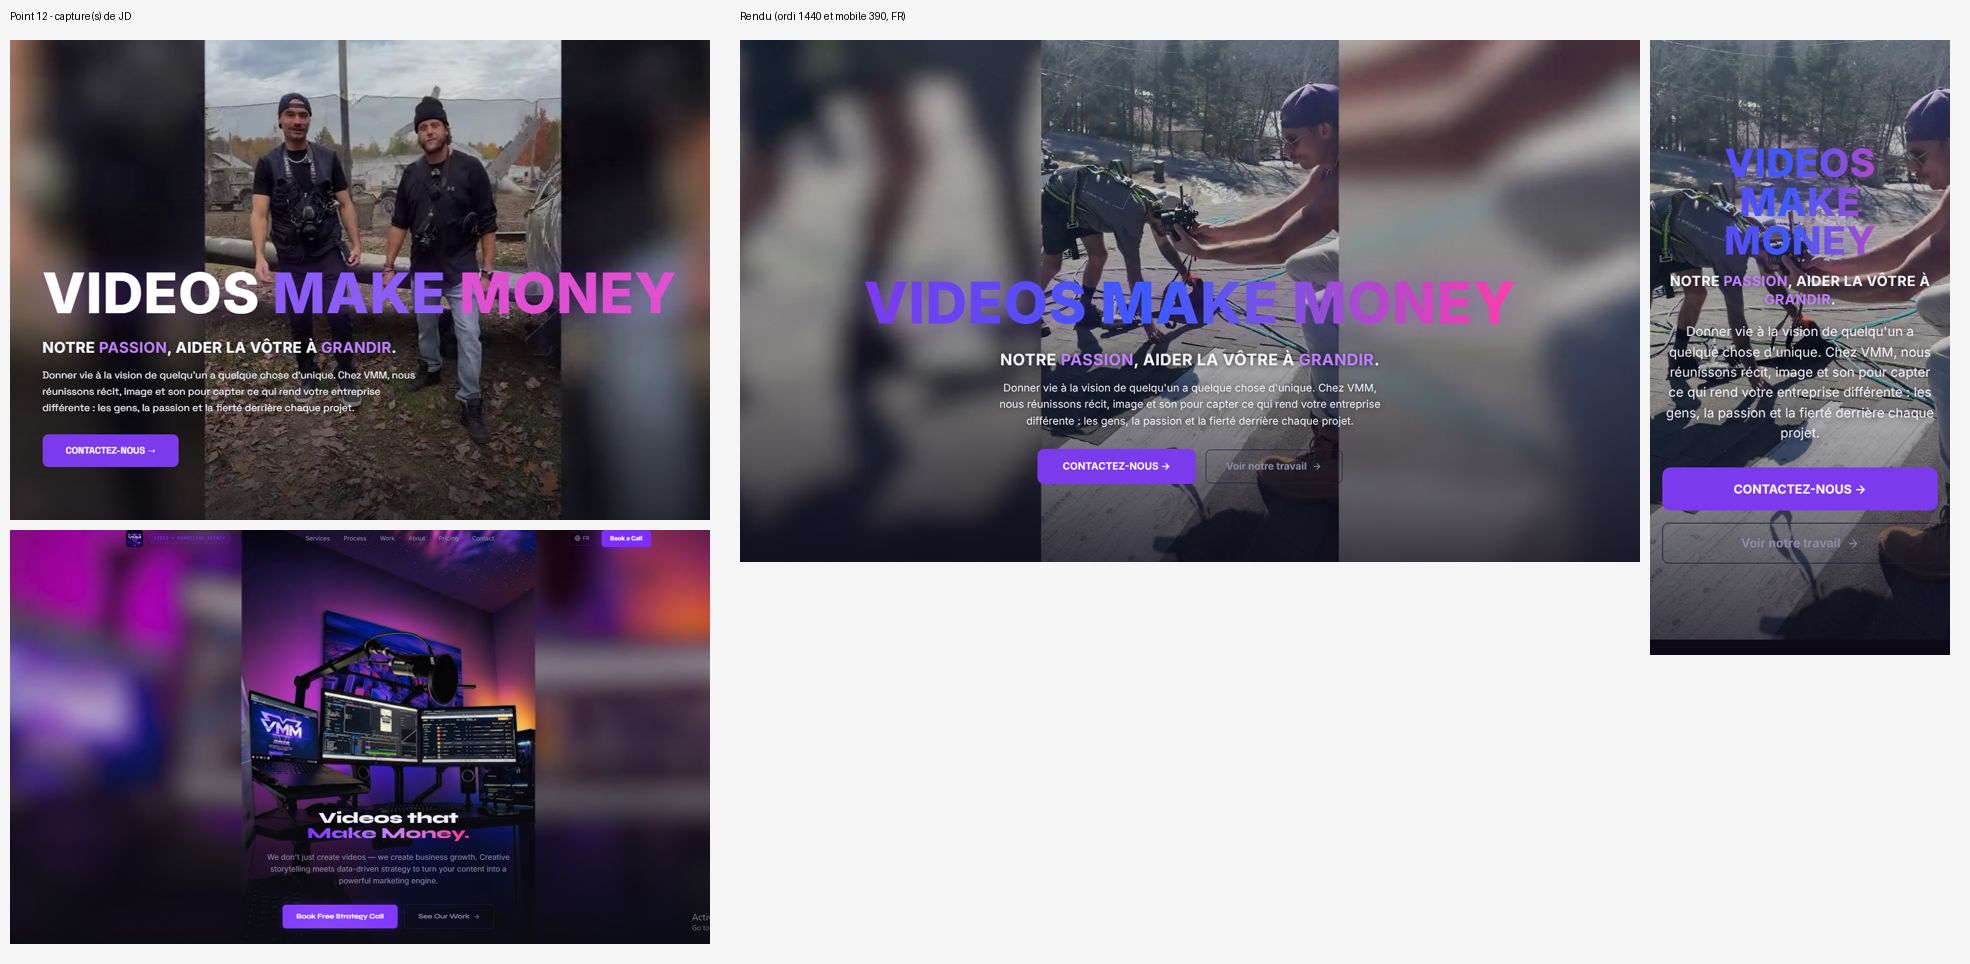 Point 12 - capture(s) de JD
VIDEOS MAKE MONEY
NOTRE PASSION, AIDER LA VÔTRE À GRANDIR.
Donner vie à la vision de quelqu'un a quelque chose d'unique. Chez VMM, nous
réunissons récit, image et son pour capter ce qui rend votre entreprise
différente : les gens, la passion et la fierté derrière chaque projet.
CONTACTEZ-NOUS →
VIDEO & MARKETING AGENCY
Services Process Work About Pricing Contact
FR
Book a Call
VMM
Videos that
Make Money.
We don't just create videos — we create business growth. Creative
storytelling meets data-driven strategy to turn your content into a
powerful marketing engine.
Book Free Strategy Call
See Our Work →
Activ
Go to
Rendu (ordi 1440 et mobile 390, FR)
VIDEOS MAKE MONEY
NOTRE PASSION, AIDER LA VÔTRE À GRANDIR.
Donner vie à la vision de quelqu'un a quelque chose d'unique. Chez VMM,
nous réunissons récit, image et son pour capter ce qui rend votre entreprise
différente : les gens, la passion et la fierté derrière chaque projet.
CONTACTEZ-NOUS →
Voir notre travail →
VIDEOS
MAKE
MONEY
NOTRE PASSION, AIDER LA VÔTRE À
GRANDIR.
Donner vie à la vision de quelqu'un a
quelque chose d'unique. Chez VMM, nous
réunissons récit, image et son pour capter
ce qui rend votre entreprise différente : les
gens, la passion et la fierté derrière chaque
projet.
CONTACTEZ-NOUS →
Voir notre travail →